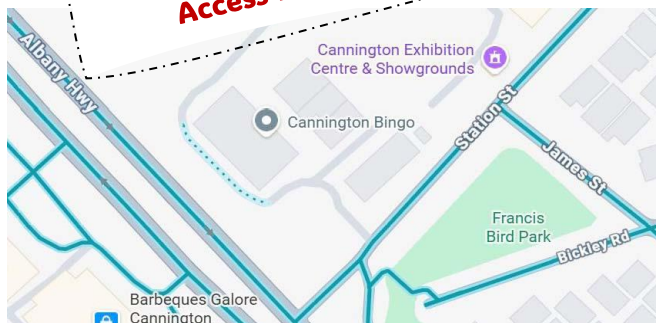 Access
Albany Hwy
Cannington Exhibition
Centre & Showgrounds
Cannington Bingo
Station St
James St
Francis
Bird Park
Bickley Rd
Barbeques Galore
Cannington